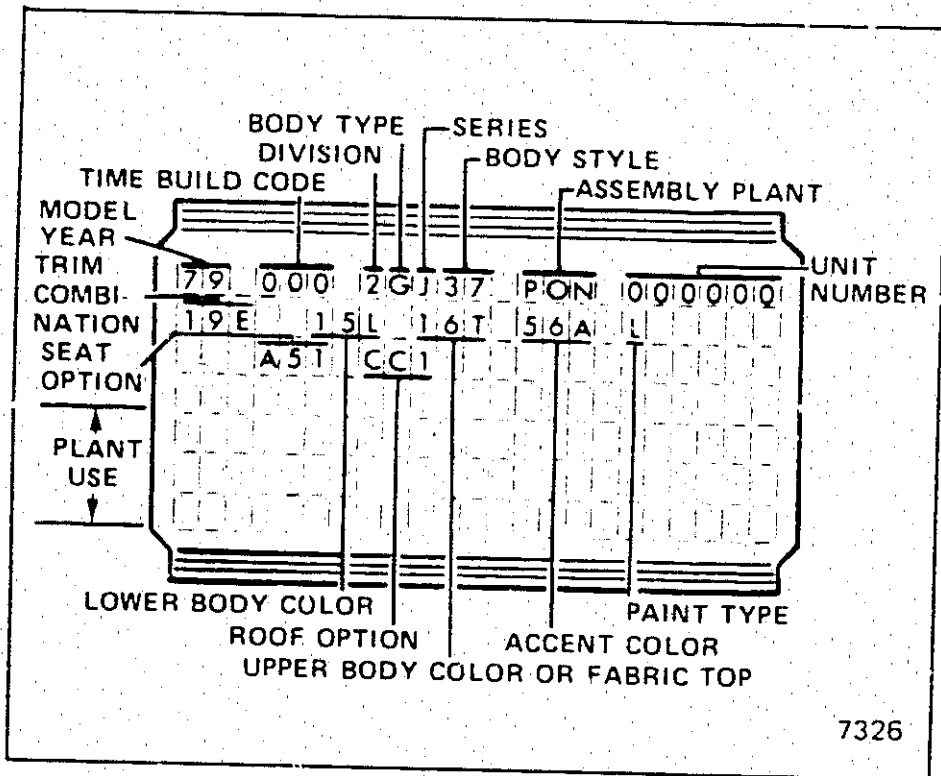 BODY TYPE
DIVISION
SERIES
BODY STYLE
TIME BUILD CODE
ASSEMBLY PLANT
MODEL
YEAR
TRIM
COMBI-
NATION
SEAT
OPTION
UNIT
NUMBER
79 000 2GJ37 PON 000000
19E 15L 16T 56A L
A51 CC1
PLANT
USE
LOWER BODY COLOR
PAINT TYPE
ROOF OPTION
ACCENT COLOR
UPPER BODY COLOR OR FABRIC TOP
7326